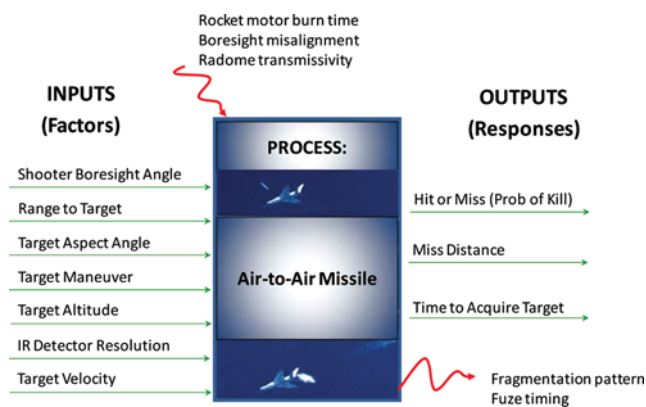 Rocket motor burn time
Boresight misalignment
Radome transmissivity
INPUTS
(Factors)
OUTPUTS
(Responses)
PROCESS:
Shooter Boresight Angle
Range to Target
Target Aspect Angle
Target Maneuver
Target Altitude
IR Detector Resolution
Target Velocity
Air-to-Air Missile
Hit or Miss (Prob of Kill)
Miss Distance
Time to Acquire Target
Fragmentation pattern
Fuze timing